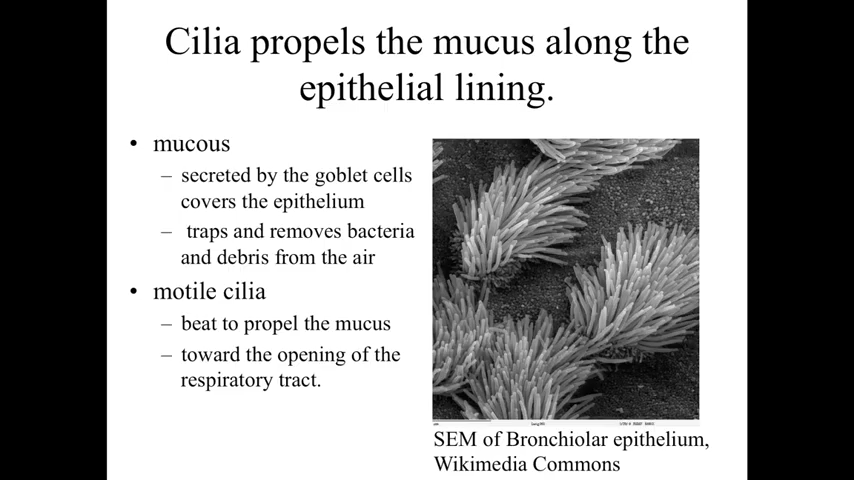 Cilia propels the mucus along the
epithelial lining.
• mucous
– secreted by the goblet cells
covers the epithelium
– traps and removes bacteria
and debris from the air
• motile cilia
– beat to propel the mucus
– toward the opening of the
respiratory tract.
SEM of Bronchiolar epithelium,
Wikimedia Commons